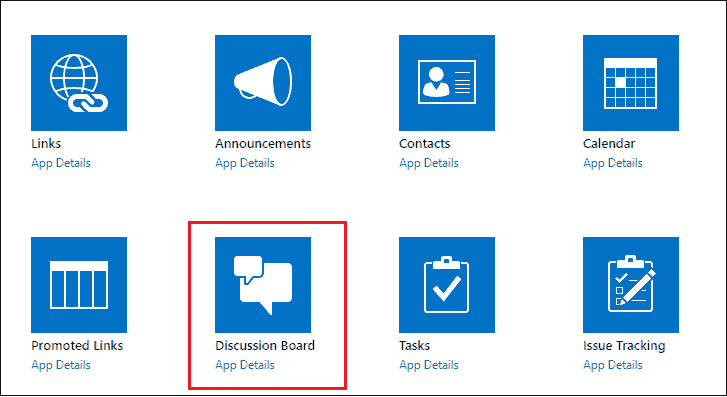 Links
App Details
Announcements
App Details
Contacts
App Details
Calendar
App Details
Promoted Links
App Details
Discussion Board
App Details
Tasks
App Details
Issue Tracking
App Details